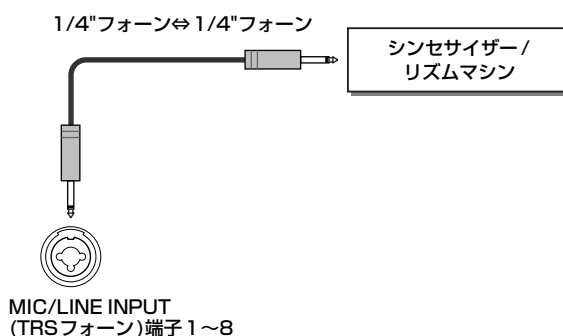 1/4"フォーン⇔1/4"フォーン
シンセサイザー/
リズムマシン
MIC/LINE INPUT
(TRSフォーン)端子1～8